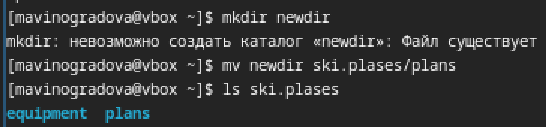 [mavinogradova@vbox ~]$ mkdir newdir
mkdir: невозможно создать каталог «newdir»: Файл существует
[mavinogradova@vbox ~]$ mv newdir ski.plases/plans
[mavinogradova@vbox ~]$ ls ski.plases
equipment  plans